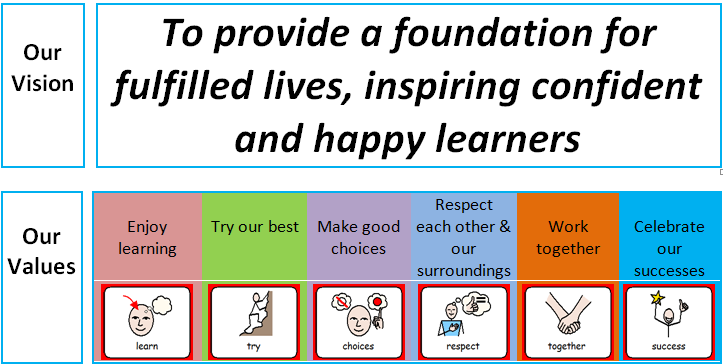 Our
Vision
To provide a foundation for
fulfilled lives, inspiring confident
and happy learners
Our
Values
Enjoy
learning
Try our best
Make good
choices
Respect
each other &
our
surroundings
Work
together
Celebrate
our
successes
learn
try
choices
respect
together
success